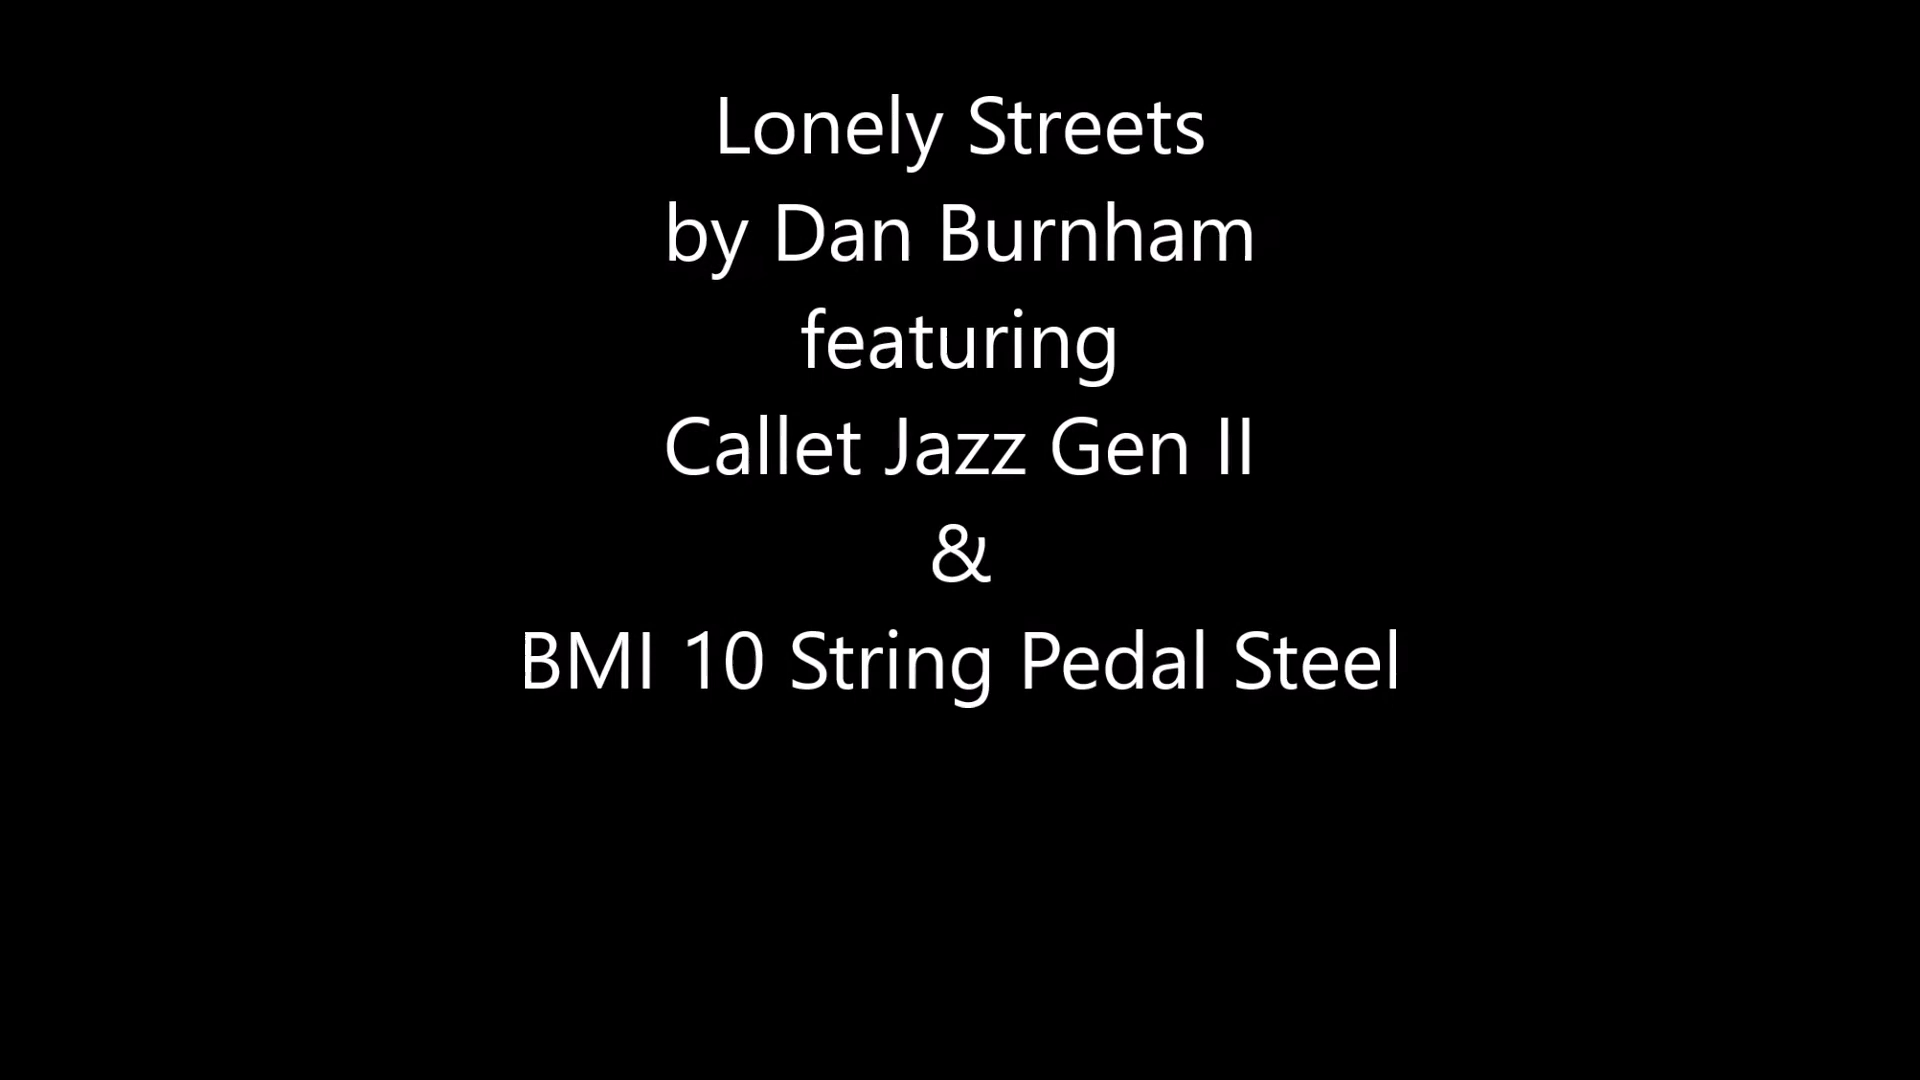 Lonely Streets
by Dan Burnham
featuring
Callet Jazz Gen II
&
BMI 10 String Pedal Steel